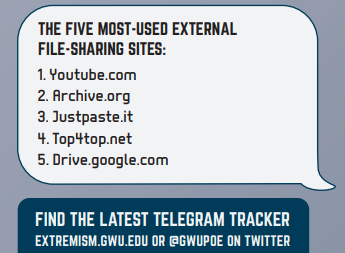 THE FIVE MOST-USED EXTERNAL
FILE-SHARING SITES:
1. Youtube.com
2. Archive.org
3. Justpaste.it
4. Top4top.net
5. Drive.google.com
FIND THE LATEST TELEGRAM TRACKER
EXTREMISM.GWU.EDU OR @GWUPOE ON TWITTER